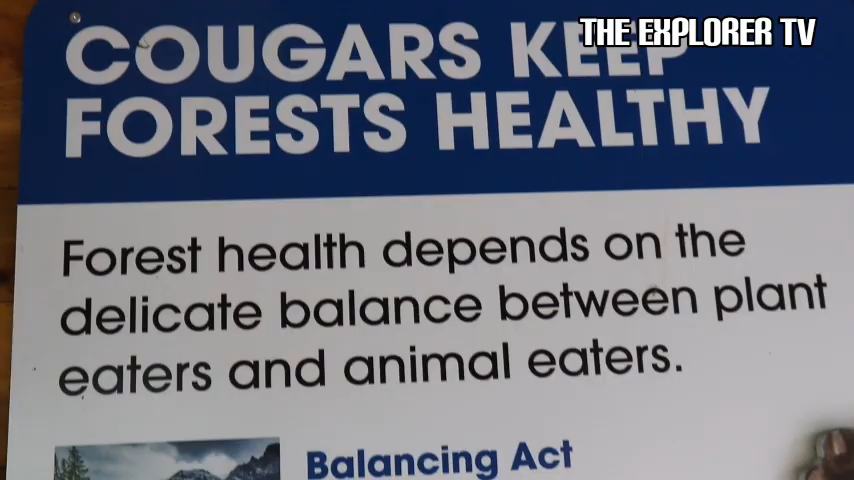 THE EXPLORER TV
COUGARS KEEP
FORESTS HEALTHY
Forest health depends on the
delicate balance between plant
eaters and animal eaters.
Balancing Act